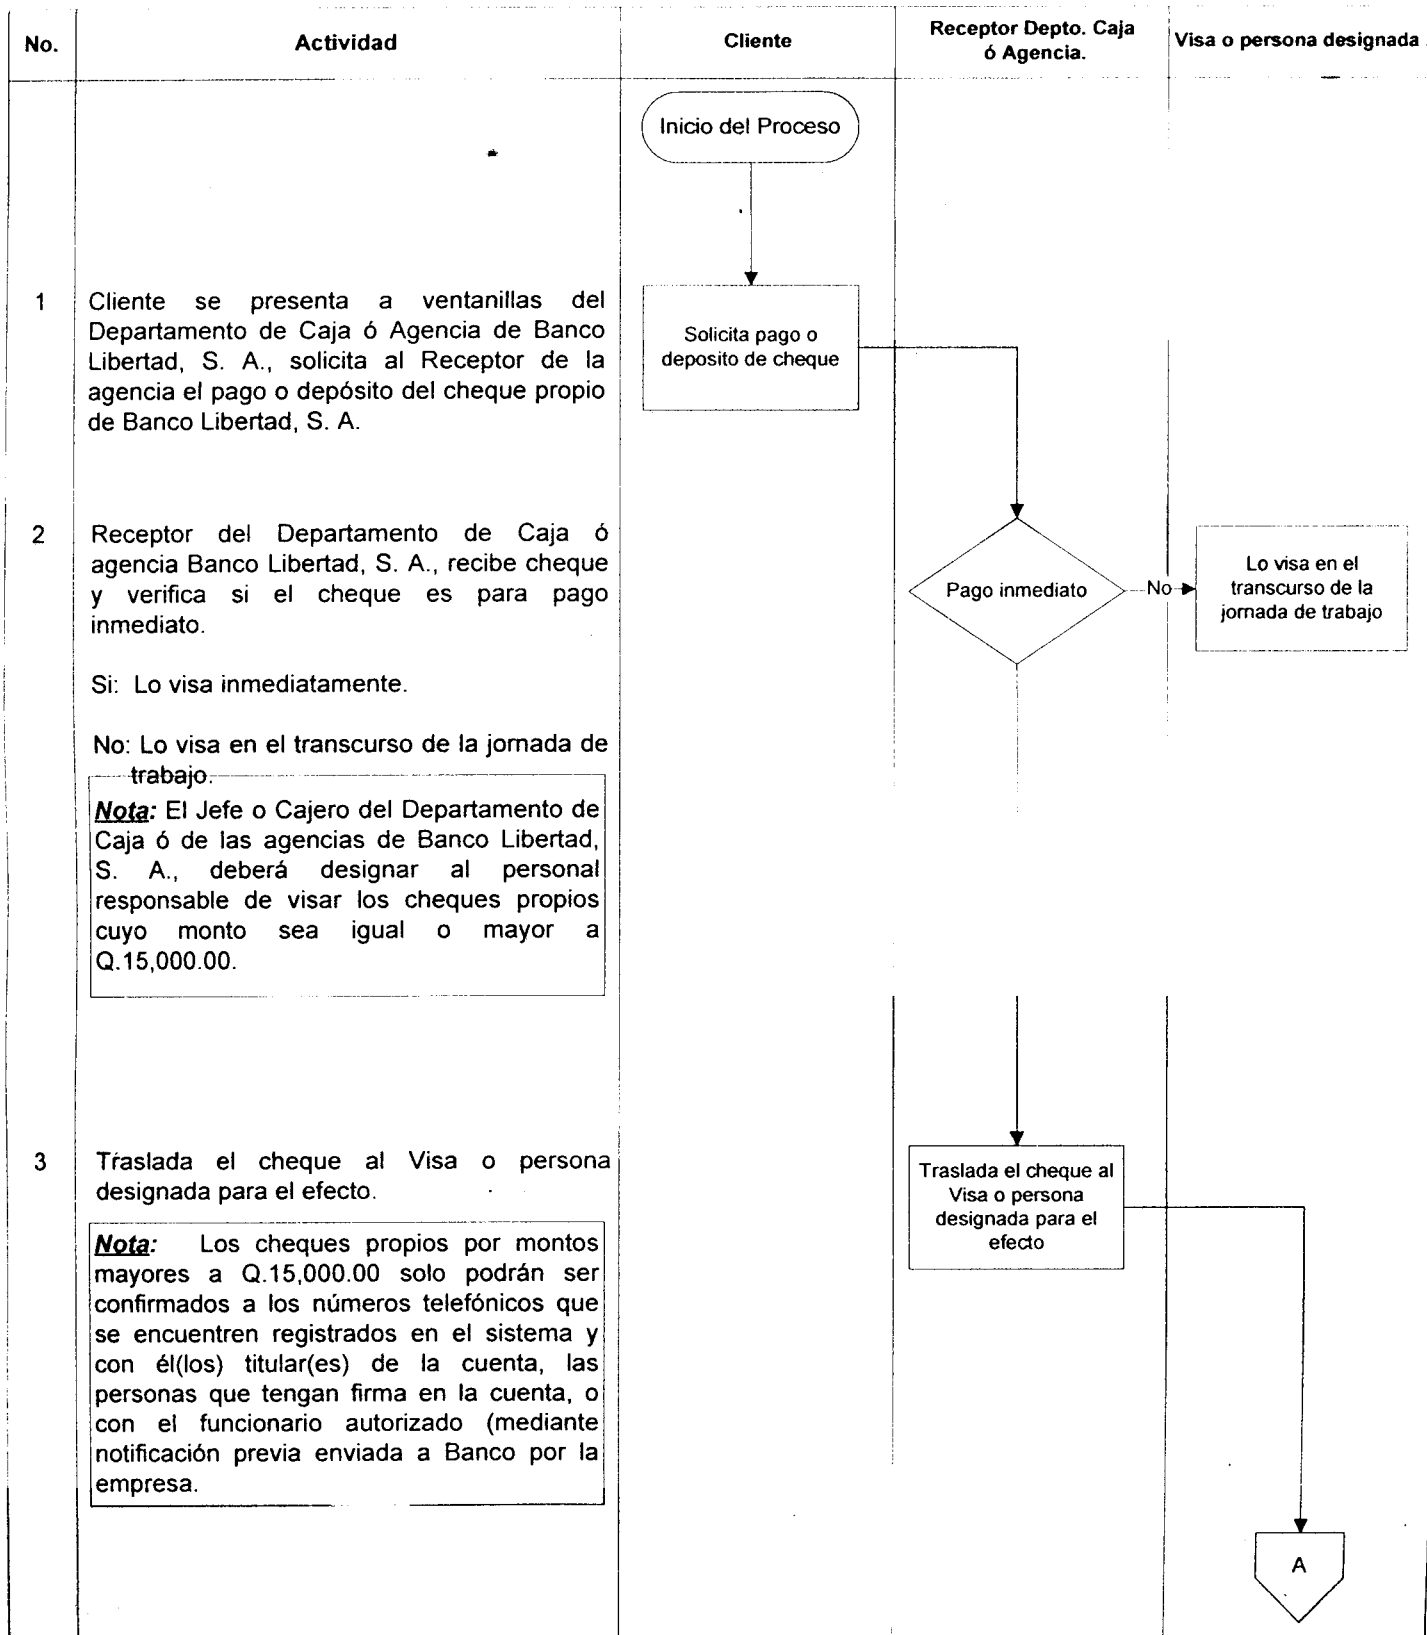 No.
Actividad
Cliente
Receptor Depto. Caja
ó Agencia.
Visa o persona designada
Inicio del Proceso
1
Cliente se presenta a ventanillas del
Departamento de Caja ó Agencia de Banco
Libertad, S. A., solicita al Receptor de la
agencia el pago o depósito del cheque propio
de Banco Libertad, S. A.
Solicita pago o
deposito de cheque
2
Receptor del Departamento de Caja ó
agencia Banco Libertad, S. A., recibe cheque
y verifica si el cheque es para pago
inmediato.
Si: Lo visa inmediatamente.
No: Lo visa en el transcurso de la jornada de
trabajo.
Pago inmediato
No
Lo visa en el
transcurso de la
jornada de trabajo
Nota: El Jefe o Cajero del Departamento de
Caja ó de las agencias de Banco Libertad,
S. A., deberá designar al personal
responsable de visar los cheques propios
cuyo monto sea igual o mayor a
Q.15,000.00.
3
Traslada el cheque al Visa o persona
designada para el efecto.
Traslada el cheque al
Visa o persona
designada para el
efecto
Nota: Los cheques propios por montos
mayores a Q.15,000.00 solo podrán ser
confirmados a los números telefónicos que
se encuentren registrados en el sistema y
con él(los) titular(es) de la cuenta, las
personas que tengan firma en la cuenta, o
con el funcionario autorizado (mediante
notificación previa enviada a Banco por la
empresa.
A